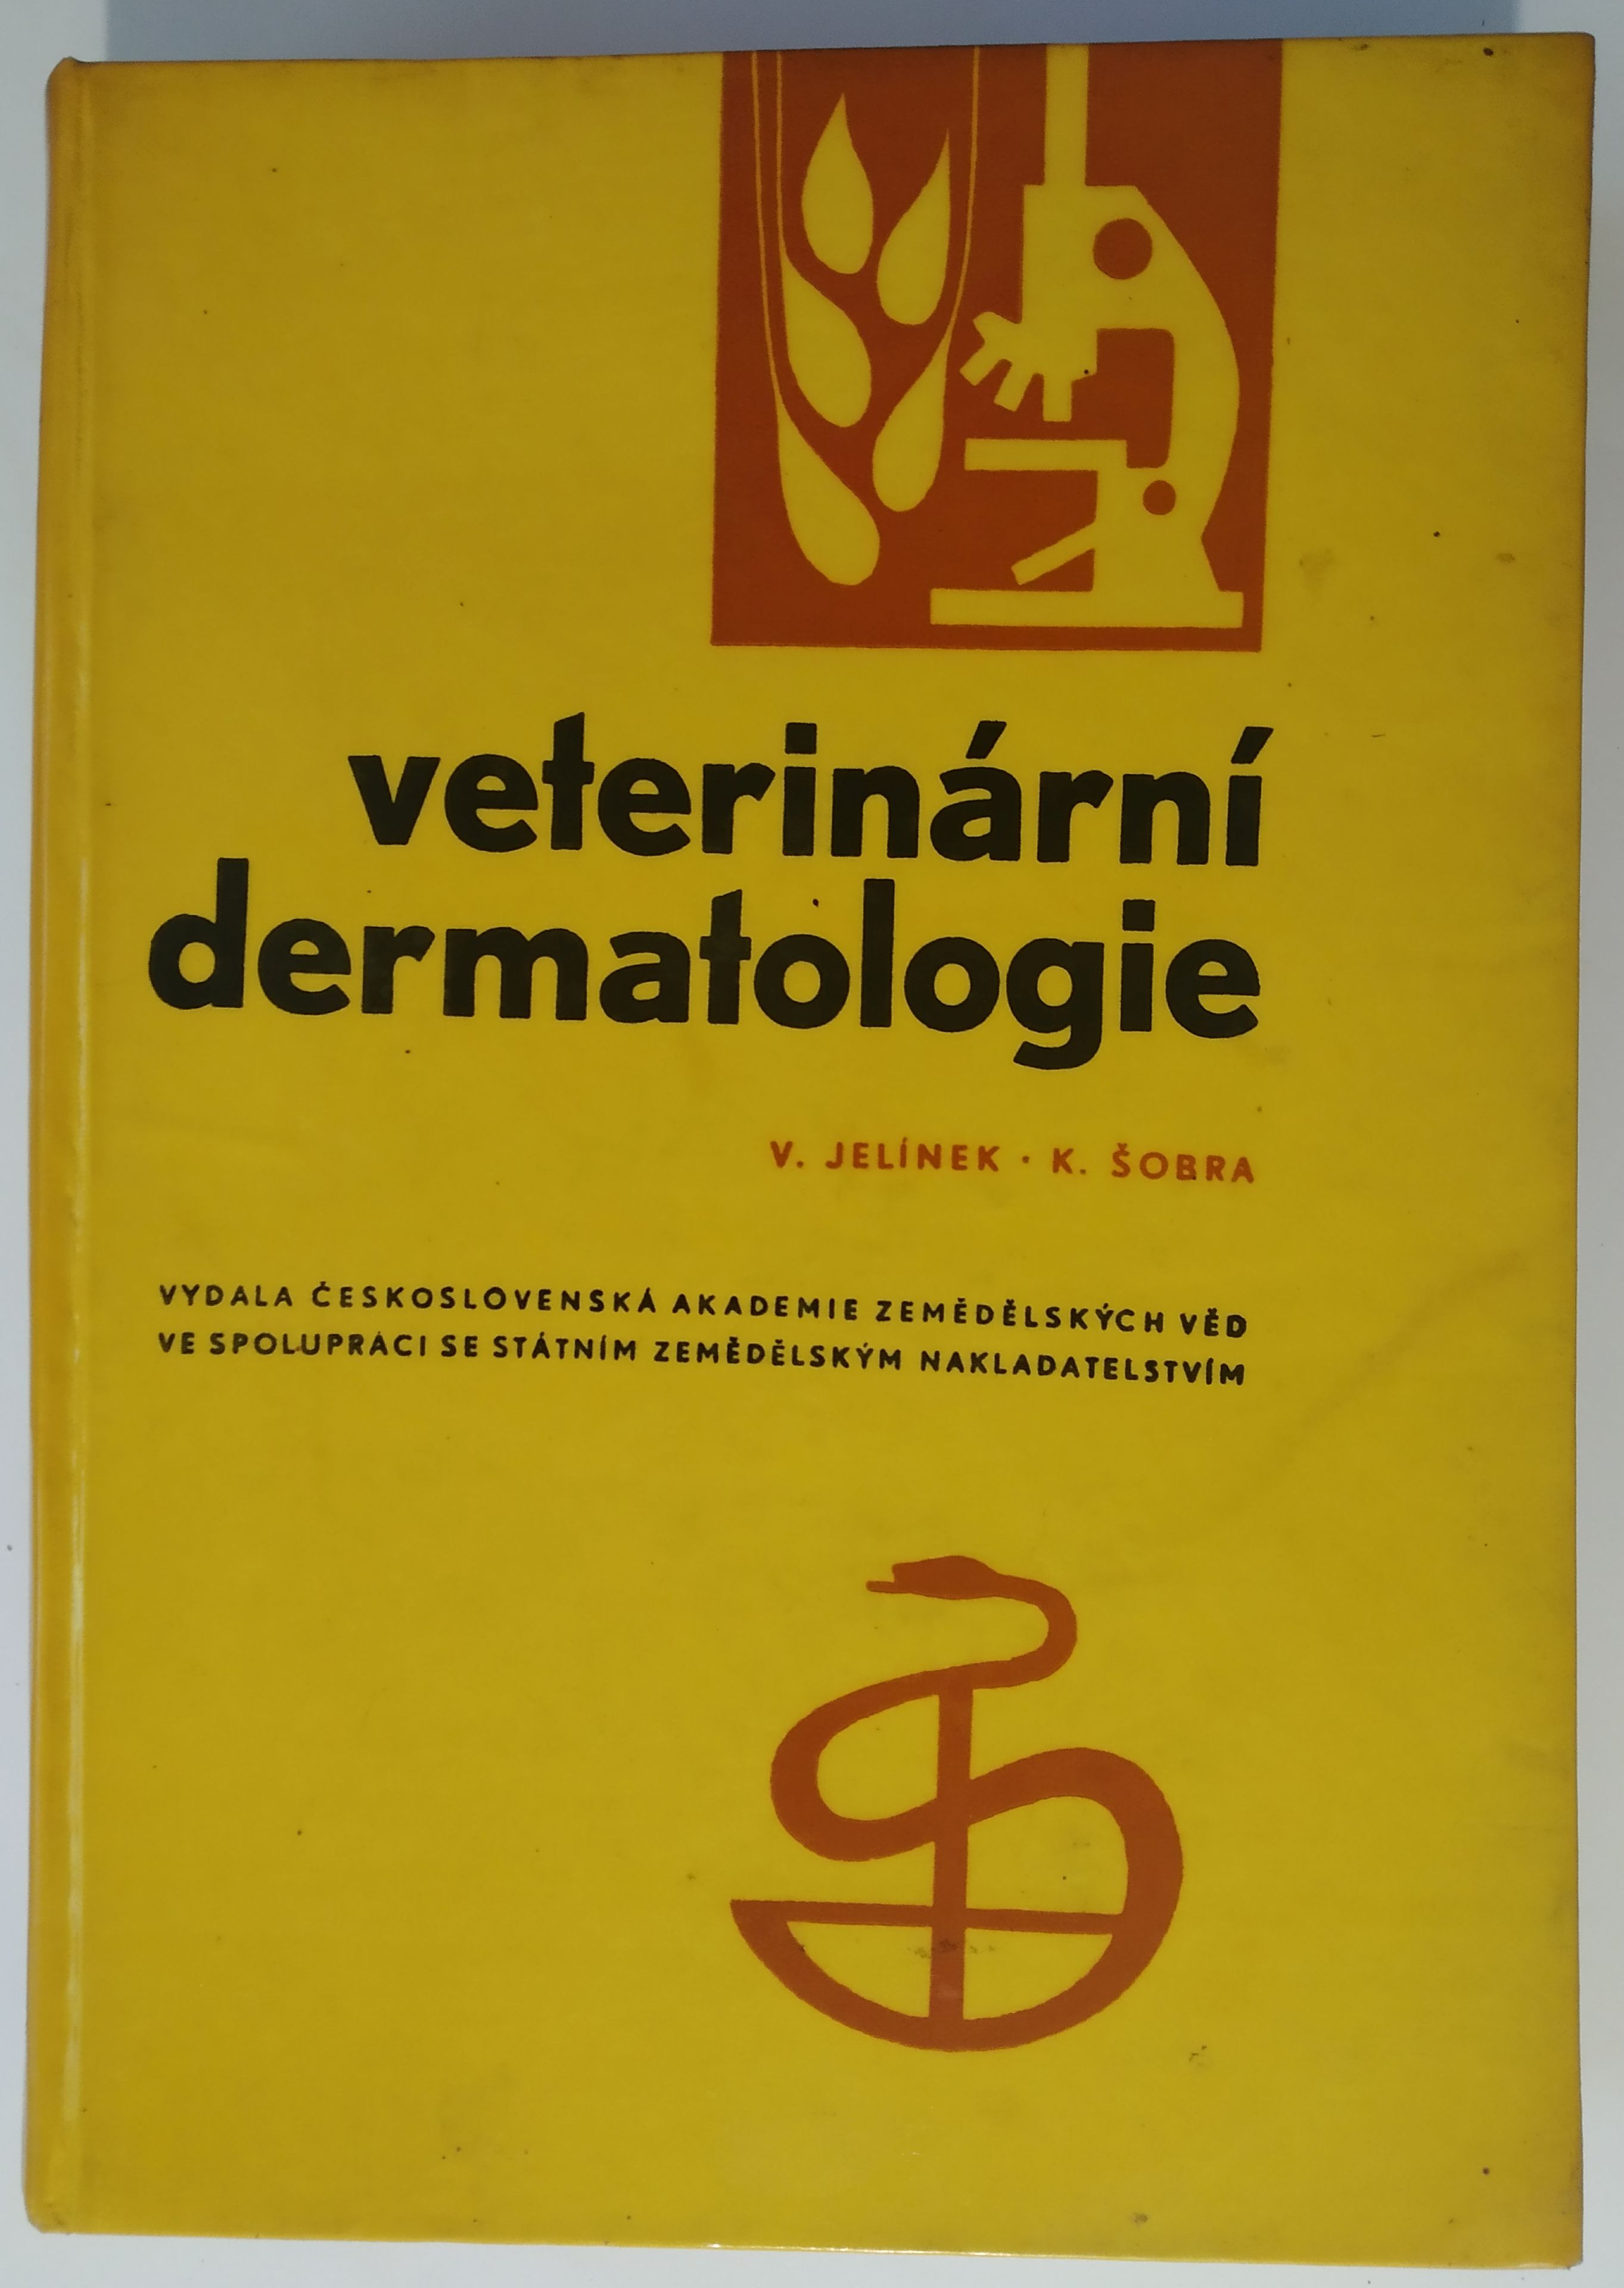 veterinární
dermatologie
V. JELÍNEK · K. ŠOBRA
VYDALA ČESKOSLOVENSKÁ AKADEMIE ZEMĚDĚLSKÝCH VĚD
VE SPOLUPRÁCI SE STÁTNÍM ZEMĚDĚLSKÝM NAKLADATELSTVÍM